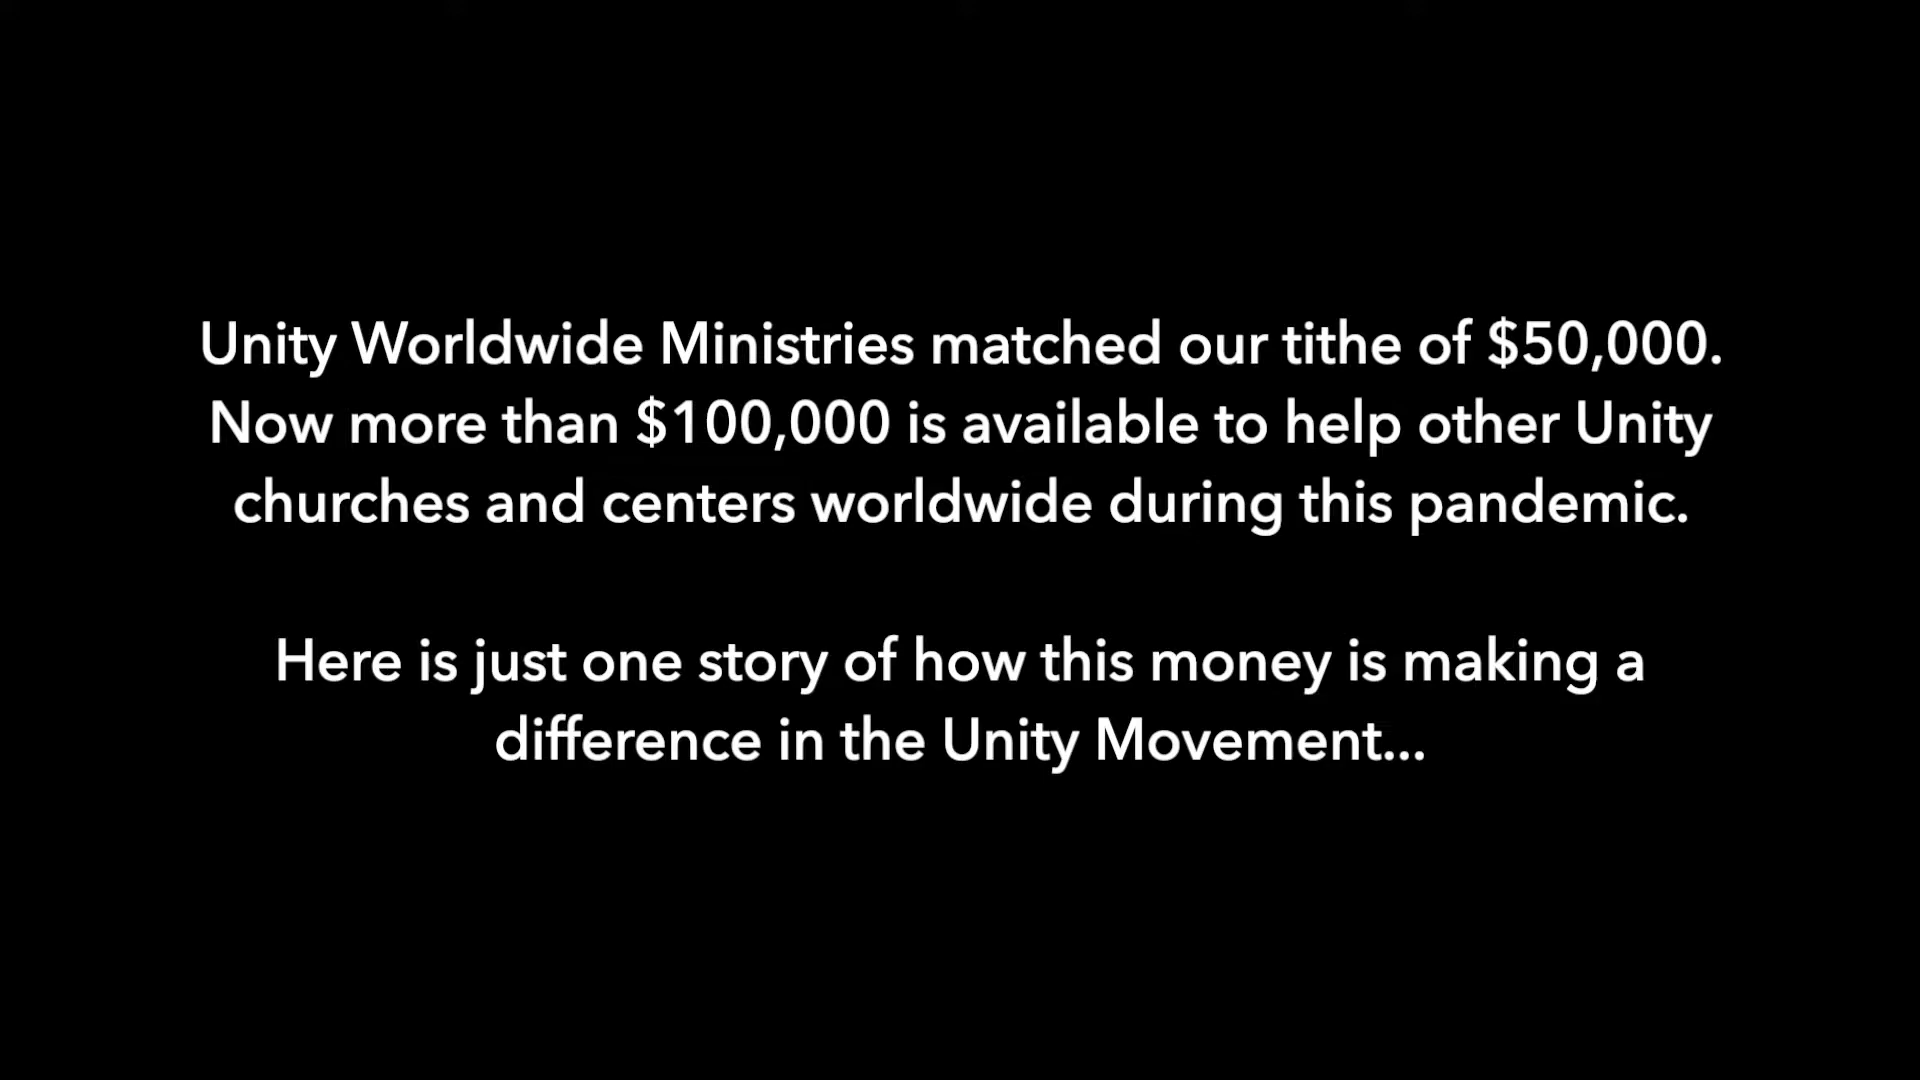 Unity Worldwide Ministries matched our tithe of $50,000.
Now more than $100,000 is available to help other Unity
churches and centers worldwide during this pandemic.
Here is just one story of how this money is making a
difference in the Unity Movement...